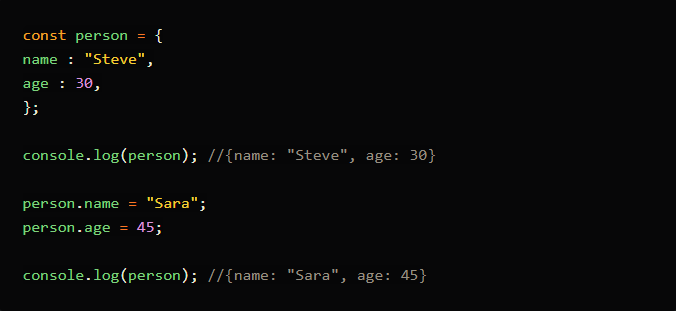 const person = {
name : "Steve",
age : 30,
};
console.log(person); //{name: "Steve", age: 30}
person.name = "Sara";
person.age = 45;
console.log(person); //{name: "Sara", age: 45}